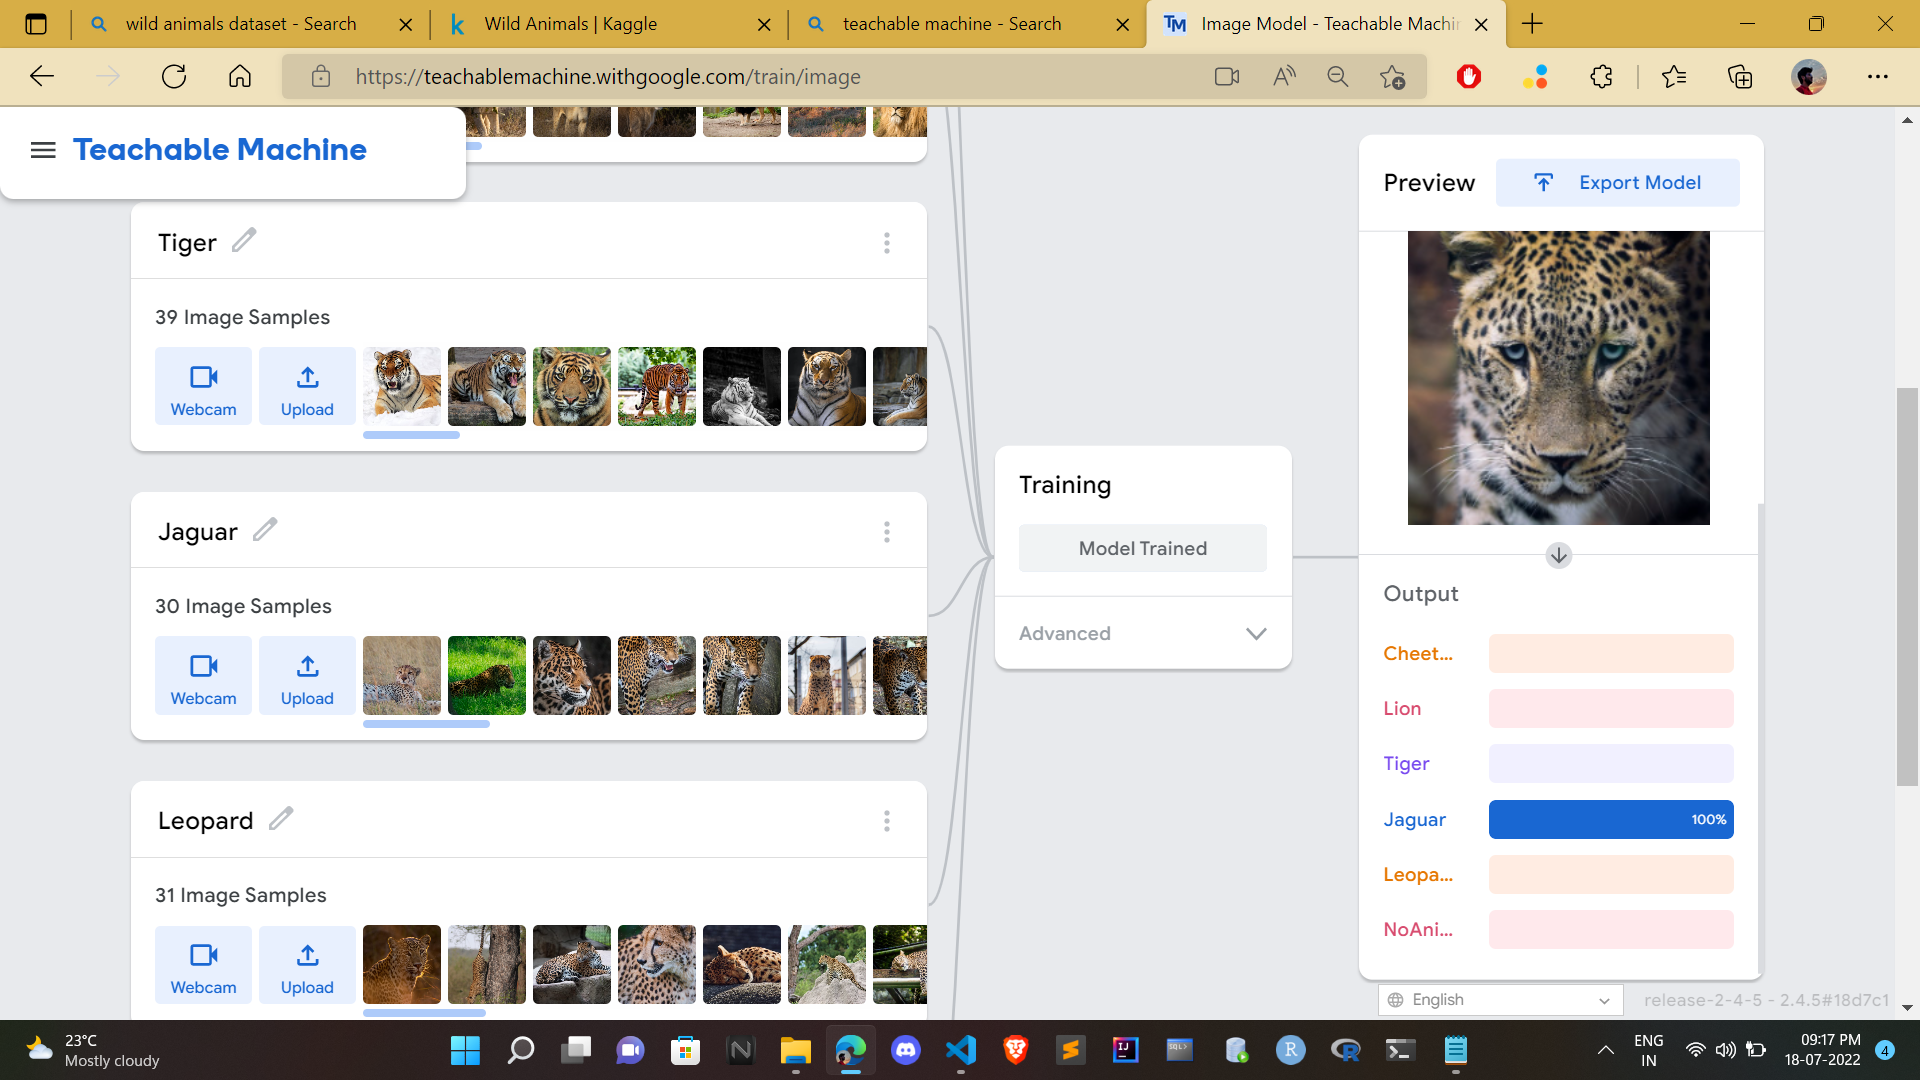 wild animals dataset - Search
Wild Animals | Kaggle
teachable machine - Search
Image Model - Teachable Machi
https://teachablemachine.withgoogle.com/train/image
Teachable Machine
Tiger
39 Image Samples
Webcam
Upload
Jaguar
30 Image Samples
Webcam
Upload
Leopard
31 Image Samples
Webcam
Upload
Training
Model Trained
Advanced
Preview
Export Model
Output
Cheet...
Lion
Tiger
Jaguar
100%
Leopa...
NoAni...
English
release-2-4-5 - 2.4.5#18d7c1
23°C
Mostly cloudy
ENG
IN
09:17 PM
18-07-2022
4